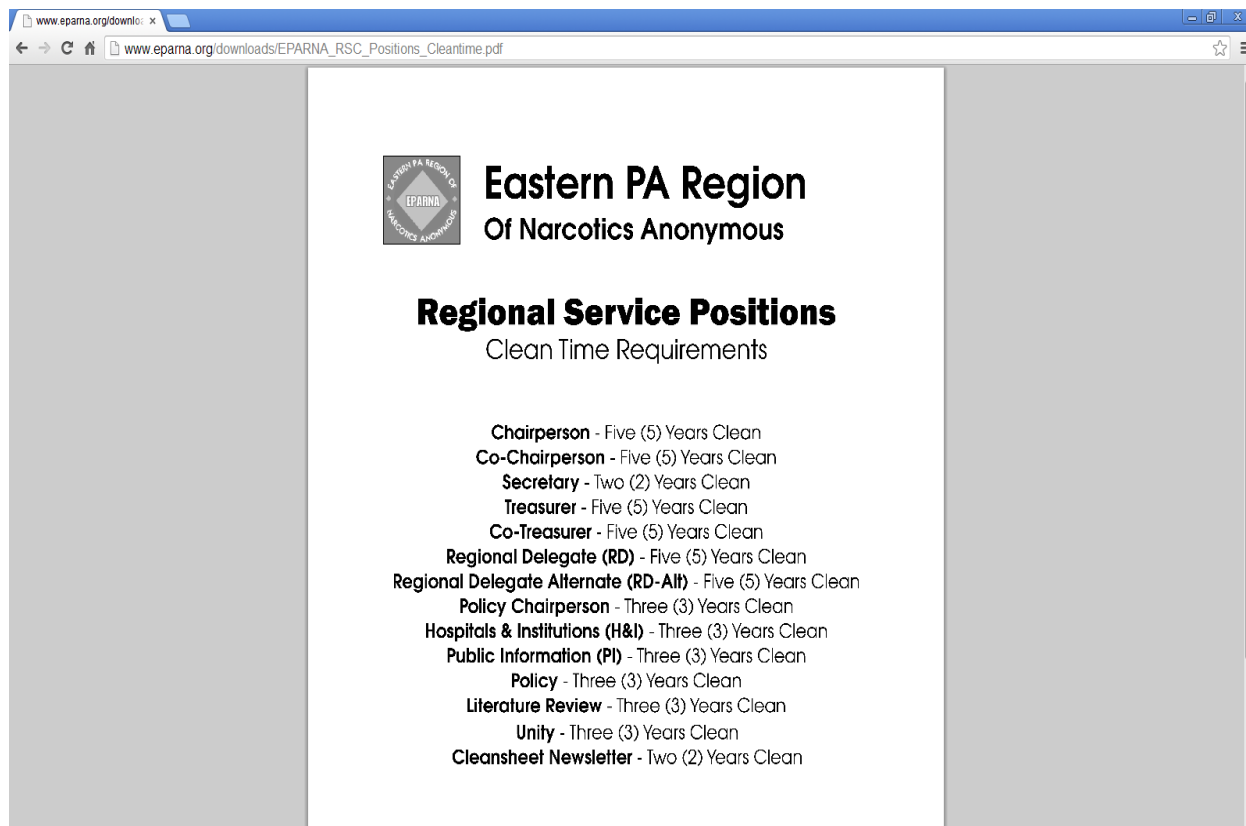 www.eparna.org/downloa
www.eparna.org/downloads/EPARNA_RSC_Positions_Cleantime.pdf
EASTERN PA REGION OF
EPARNA
NARCOTICS ANONYMOUS
Eastern PA Region
Of Narcotics Anonymous
Regional Service Positions
Clean Time Requirements
Chairperson - Five (5) Years Clean
Co-Chairperson - Five (5) Years Clean
Secretary - Two (2) Years Clean
Treasurer - Five (5) Years Clean
Co-Treasurer - Five (5) Years Clean
Regional Delegate (RD) - Five (5) Years Clean
Regional Delegate Alternate (RD-Alt) - Five (5) Years Clean
Policy Chairperson - Three (3) Years Clean
Hospitals & Institutions (H&I) - Three (3) Years Clean
Public Information (PI) - Three (3) Years Clean
Policy - Three (3) Years Clean
Literature Review - Three (3) Years Clean
Unity - Three (3) Years Clean
Cleansheet Newsletter - Two (2) Years Clean